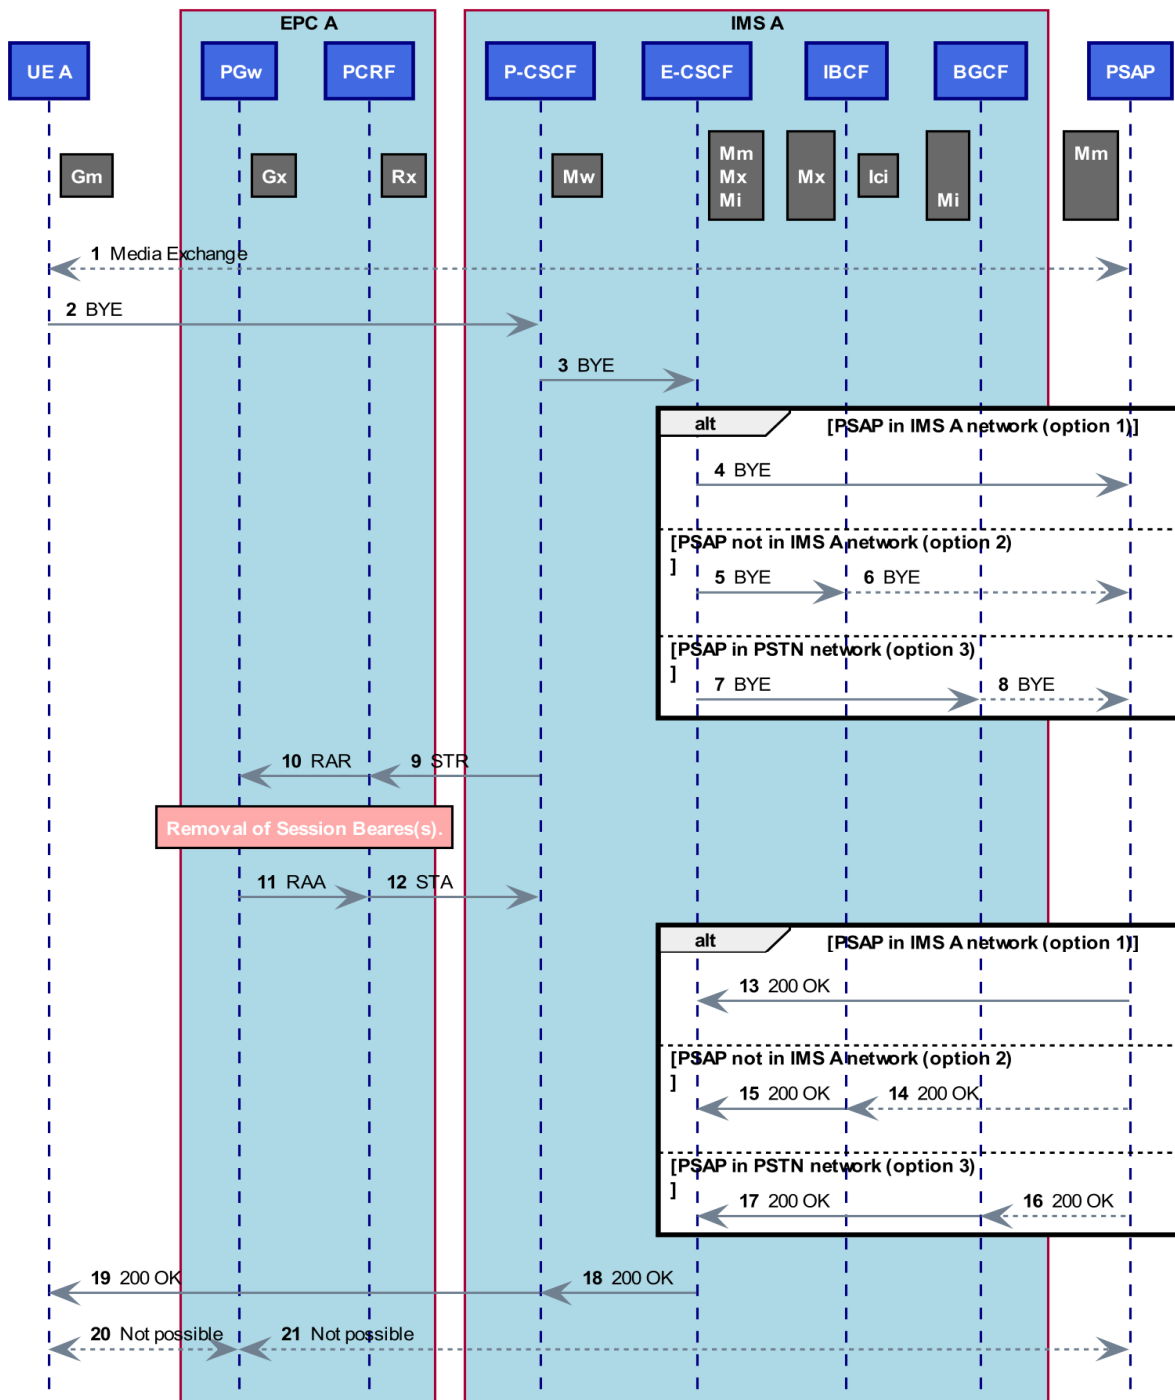 EPC A
IMS A
UE A
PGw
PCRF
P-CSCF
E-CSCF
IBCF
BGCF
PSAP
Gm
Gx
Rx
Mw
Mm
Mx
Mi
Mx
Ici
Mi
Mm
1 Media Exchange
2 BYE
3 BYE
alt
[PSAP in IMS A network (option 1)]
4 BYE
[PSAP not in IMS A network (option 2)
]
5 BYE
6 BYE
[PSAP in PSTN network (option 3)
]
7 BYE
8 BYE
10 RAR
9 STR
Removal of Session Beares(s).
11 RAA
12 STA
alt
[PSAP in IMS A network (option 1)]
13 200 OK
[PSAP not in IMS A network (option 2)
]
15 200 OK
14 200 OK
[PSAP in PSTN network (option 3)
]
17 200 OK
16 200 OK
19 200 OK
18 200 OK
20 Not possible
21 Not possible